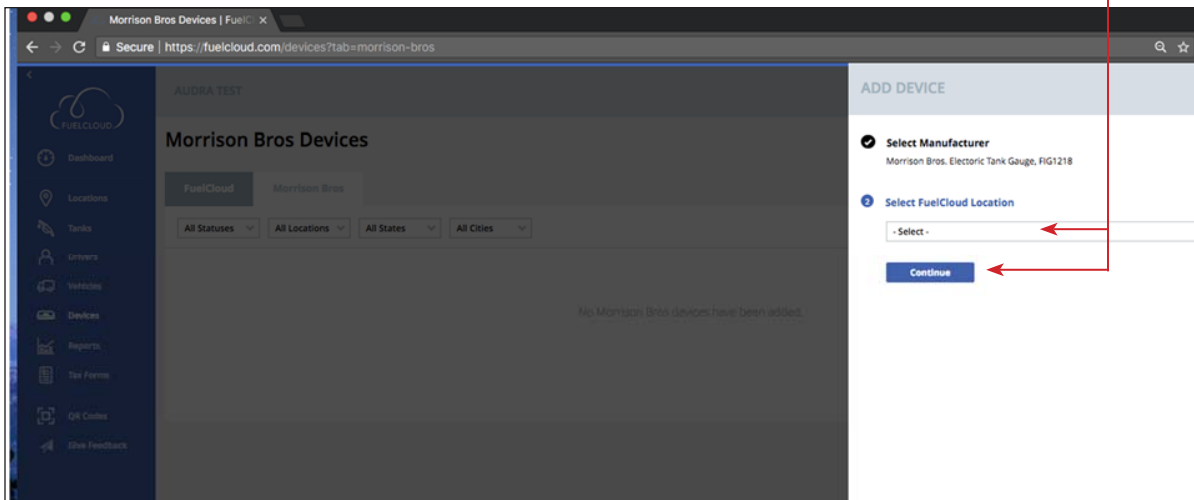 Morrison Bros Devices | FuelCl
Secure | https://fuelcloud.com/devices?tab=morrison-bros
FUELCLOUD
AUDRA TEST
ADD DEVICE
Morrison Bros Devices
Select Manufacturer
Morrison Bros. Electoric Tank Gauge, FIG1218
Dashboard
FuelCloud Morrison Bros
Locations
2 Select FuelCloud Location
All Statuses All Locations All States All Cities
- Select -
Tanks
Drivers
Continue
Vehicles
Devices
No Morrison Bros devices have been added.
Reports
Tax Forms
QR Codes
Give Feedback